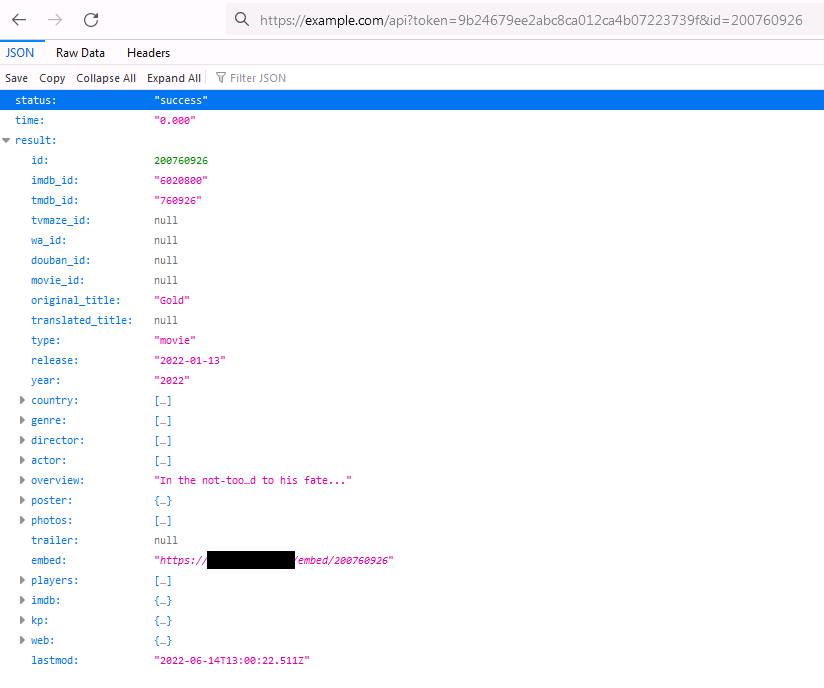 https://example.com/api?token=9b24679ee2abc8ca012ca4b07223739f&id=200760926
JSON Raw Data Headers
Save Copy Collapse All Expand All Filter JSON
status: "success"
time: "0.000"
result:
id: 200760926
imdb_id: "6020800"
tmdb_id: "760926"
tvmaze_id: null
wa_id: null
douban_id: null
movie_id: null
original_title: "Gold"
translated_title: null
type: "movie"
release: "2022-01-13"
year: "2022"
country: […]
genre: […]
director: […]
actor: […]
overview: "In the not-too…d to his fate..."
poster: {…}
photos: […]
trailer: null
embed: "https:///embed/200760926"
players: […]
imdb: {…}
kp: {…}
web: {…}
lastmod: "2022-06-14T13:00:22.511Z"